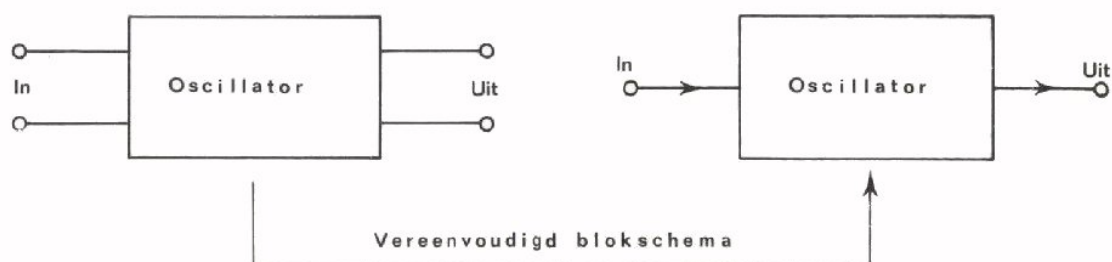 In
Oscillator
Uit
In
Oscillator
Uit
Vereenvoudigd blokschema